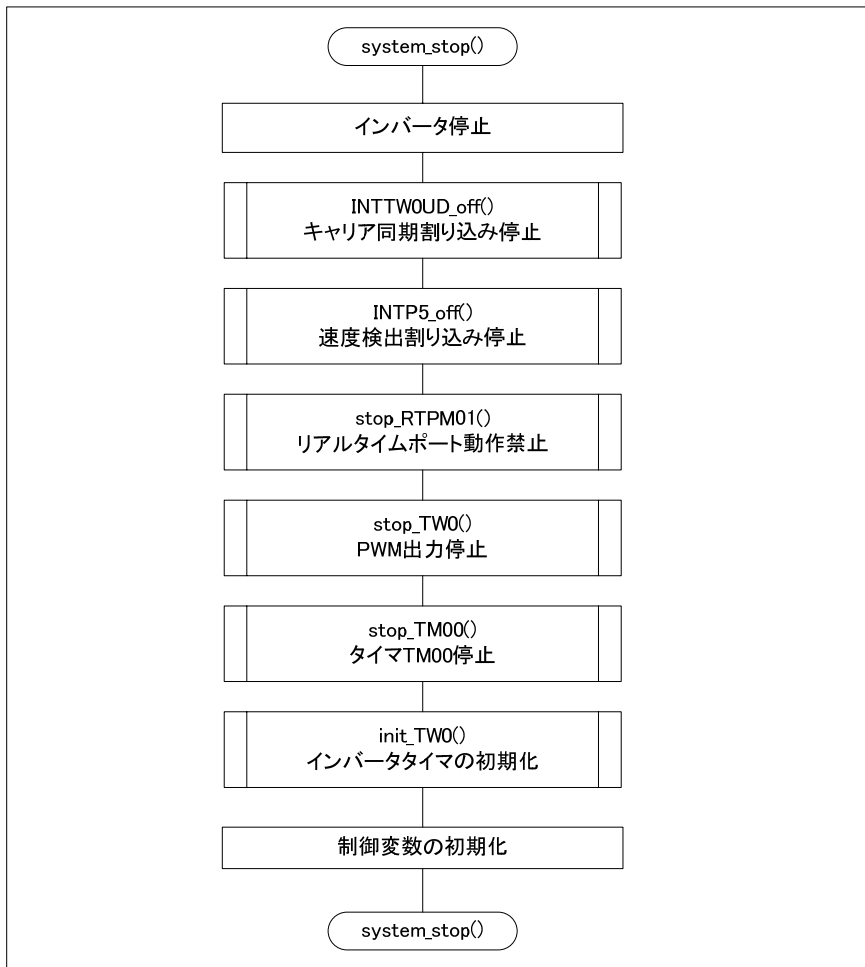 system_stop()
インバータ停止
INTTW0UD_off()
キャリア同期割り込み停止
INTP5_off()
速度検出割り込み停止
stop_RTPM01()
リアルタイムポート動作禁止
stop_TW0()
PWM出力停止
stop_TM00()
タイマTM00停止
init_TW0()
インバータタイマの初期化
制御変数の初期化
system_stop()